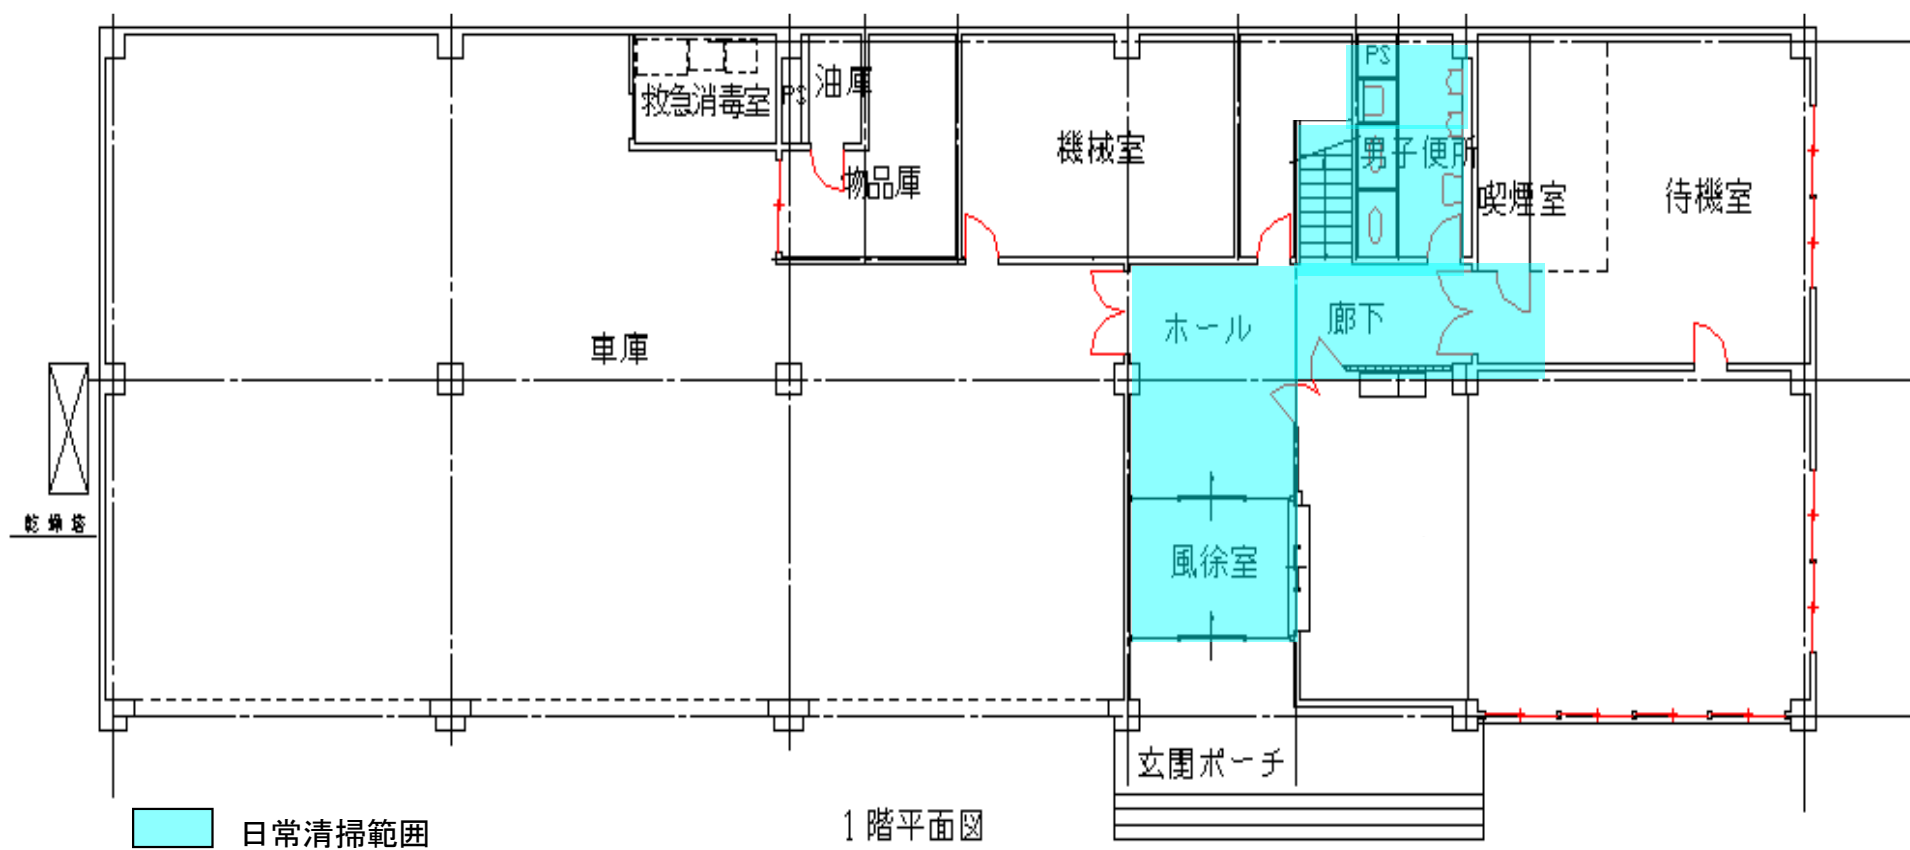 PS
救急消毒室
PS
油庫
物品庫
機械室
男子便所
喫煙室
待機室
車庫
ホール
廊下
乾燥塔
風徐室
玄関ポーチ
1階平面図
日常清掃範囲